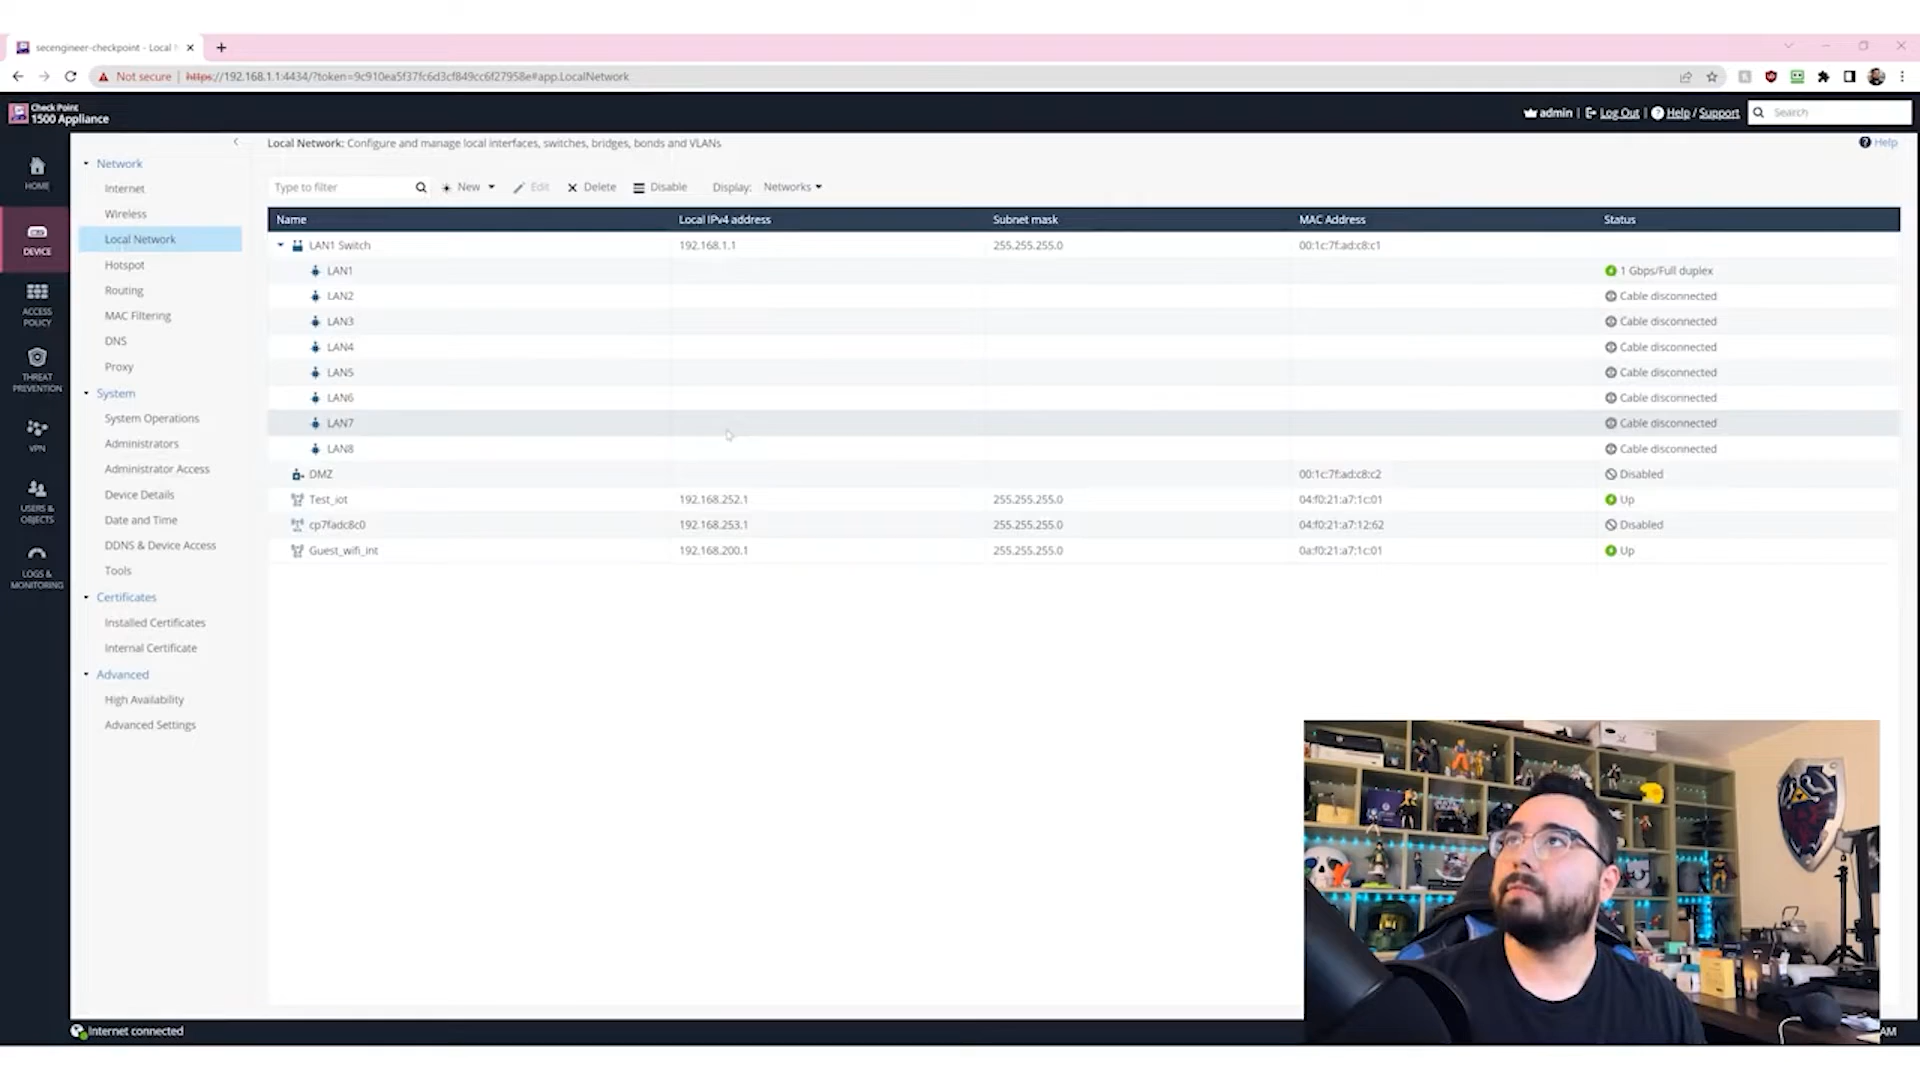 secengineer-checkpoint - Local
Not secure | https://192.168.1.1:4434/?token=9c910ea5f37fc6d3cf849cc6f27958e#app.LocalNetwork
Check Point
1500 Appliance
admin | Log Out | Help / Support
Search
HOME
DEVICE
ACCESS
POLICY
THREAT
PREVENTION
VPN
USERS &
OBJECTS
LOGS &
MONITORING
Network
Internet
Wireless
Local Network
Hotspot
Routing
MAC Filtering
DNS
Proxy
System
System Operations
Administrators
Administrator Access
Device Details
Date and Time
DDNS & Device Access
Tools
Certificates
Installed Certificates
Internal Certificate
Advanced
High Availability
Advanced Settings
Local Network: Configure and manage local interfaces, switches, bridges, bonds and VLANs
Help
Type to filter New Edit Delete Disable Display: Networks
Name Local IPv4 address Subnet mask MAC Address Status
LAN1 Switch 192.168.1.1 255.255.255.0 00:1c:7f:ad:c8:c1
LAN1 1 Gbps/Full duplex
LAN2 Cable disconnected
LAN3 Cable disconnected
LAN4 Cable disconnected
LAN5 Cable disconnected
LAN6 Cable disconnected
LAN7 Cable disconnected
LAN8 Cable disconnected
DMZ 00:1c:7f:ad:c8:c2 Disabled
Test_iot 192.168.252.1 255.255.255.0 04:f0:21:a7:1c:01 Up
cp7fadc8c0 192.168.253.1 255.255.255.0 04:f0:21:a7:12:62 Disabled
Guest_wifi_int 192.168.200.1 255.255.255.0 0a:f0:21:a7:1c:01 Up
Internet connected
AM